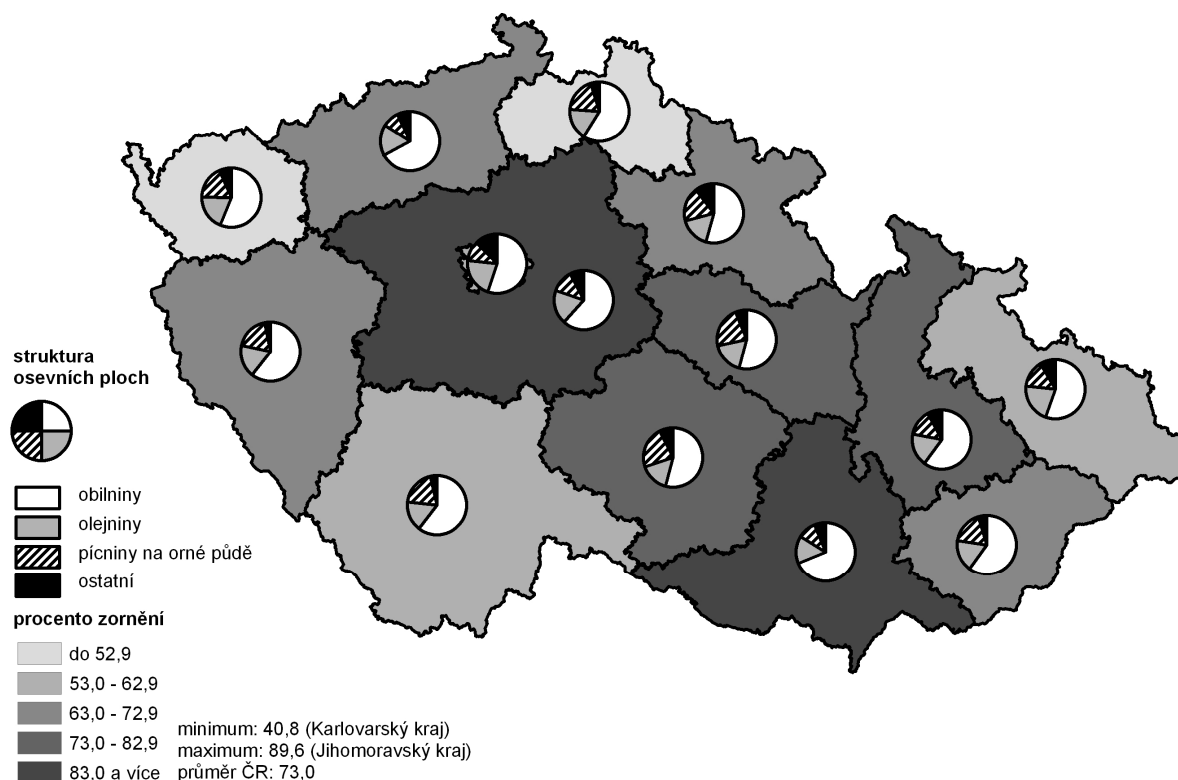 struktura
osevních ploch
obilniny
olejniny
pícniny na orné půdě
ostatní
procento zornění
do 52,9
53,0 - 62,9
63,0 - 72,9
73,0 - 82,9
83,0 a více
minimum: 40,8 (Karlovarský kraj)
maximum: 89,6 (Jihomoravský kraj)
průměr ČR: 73,0